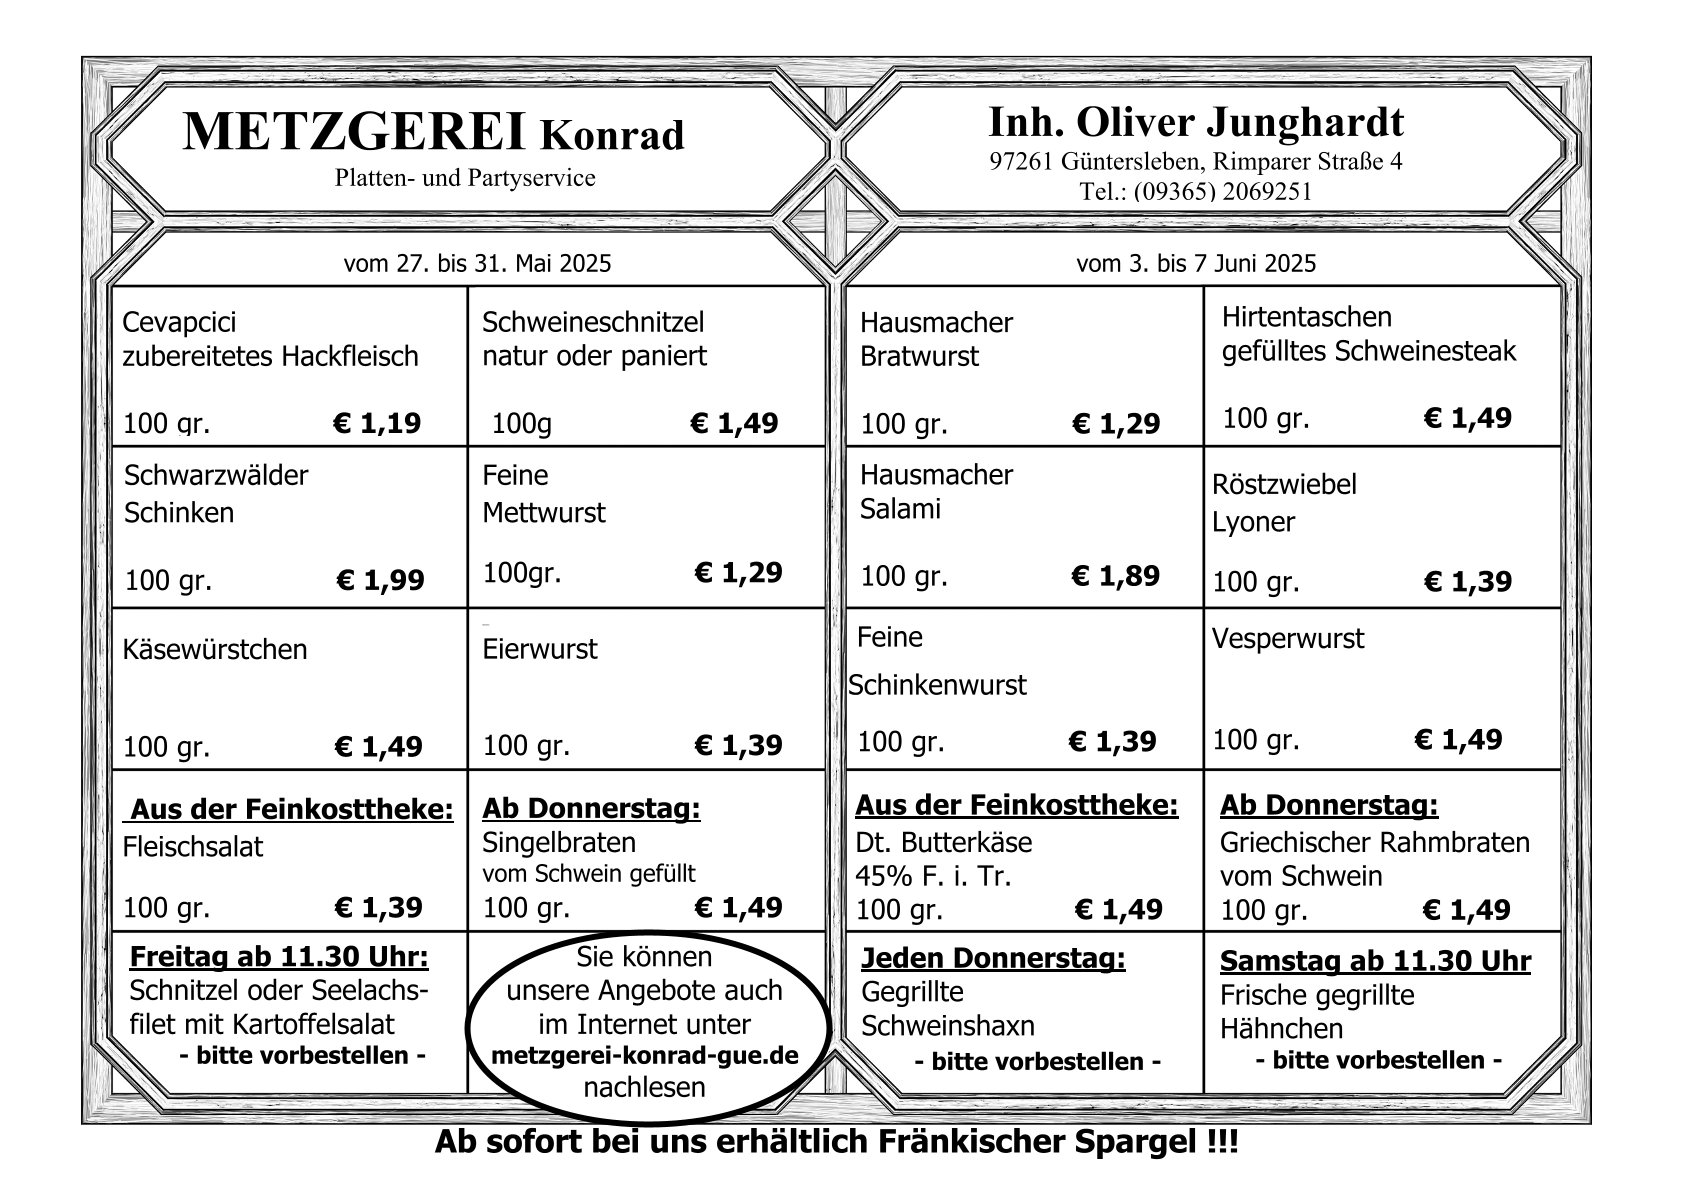 METZGEREI Konrad
Platten- und Partyservice
Inh. Oliver Junghardt
97261 Güntersleben, Rimparer Straße 4
Tel.: (09365) 2069251
vom 27. bis 31. Mai 2025
Cevapcici
zubereitetes Hackfleisch
100 gr. € 1,19
Schweineschnitzel
natur oder paniert
100g € 1,49
Schwarzwälder
Schinken
100 gr. € 1,99
Feine
Mettwurst
100gr. € 1,29
Käsewürstchen
100 gr. € 1,49
Eierwurst
100 gr. € 1,39
Aus der Feinkosttheke:
Fleischsalat
100 gr. € 1,39
Ab Donnerstag:
Singelbraten
vom Schwein gefüllt
100 gr. € 1,49
Freitag ab 11.30 Uhr:
Schnitzel oder Seelachs-
filet mit Kartoffelsalat
- bitte vorbestellen -
Sie können
unsere Angebote auch
im Internet unter
metzgerei-konrad-gue.de
nachlesen
vom 3. bis 7 Juni 2025
Hausmacher
Bratwurst
100 gr. € 1,29
Hirtentaschen
gefülltes Schweinesteak
100 gr. € 1,49
Hausmacher
Salami
100 gr. € 1,89
Röstzwiebel
Lyoner
100 gr. € 1,39
Feine
Schinkenwurst
100 gr. € 1,39
Vesperwurst
100 gr. € 1,49
Aus der Feinkosttheke:
Dt. Butterkäse
45% F. i. Tr.
100 gr. € 1,49
Ab Donnerstag:
Griechischer Rahmbraten
vom Schwein
100 gr. € 1,49
Jeden Donnerstag:
Gegrillte
Schweinshaxn
- bitte vorbestellen -
Samstag ab 11.30 Uhr
Frische gegrillte
Hähnchen
- bitte vorbestellen -
Ab sofort bei uns erhältlich Fränkischer Spargel !!!